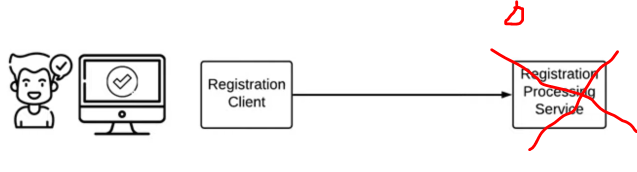 Registration
Client
Registration
Processing
Service